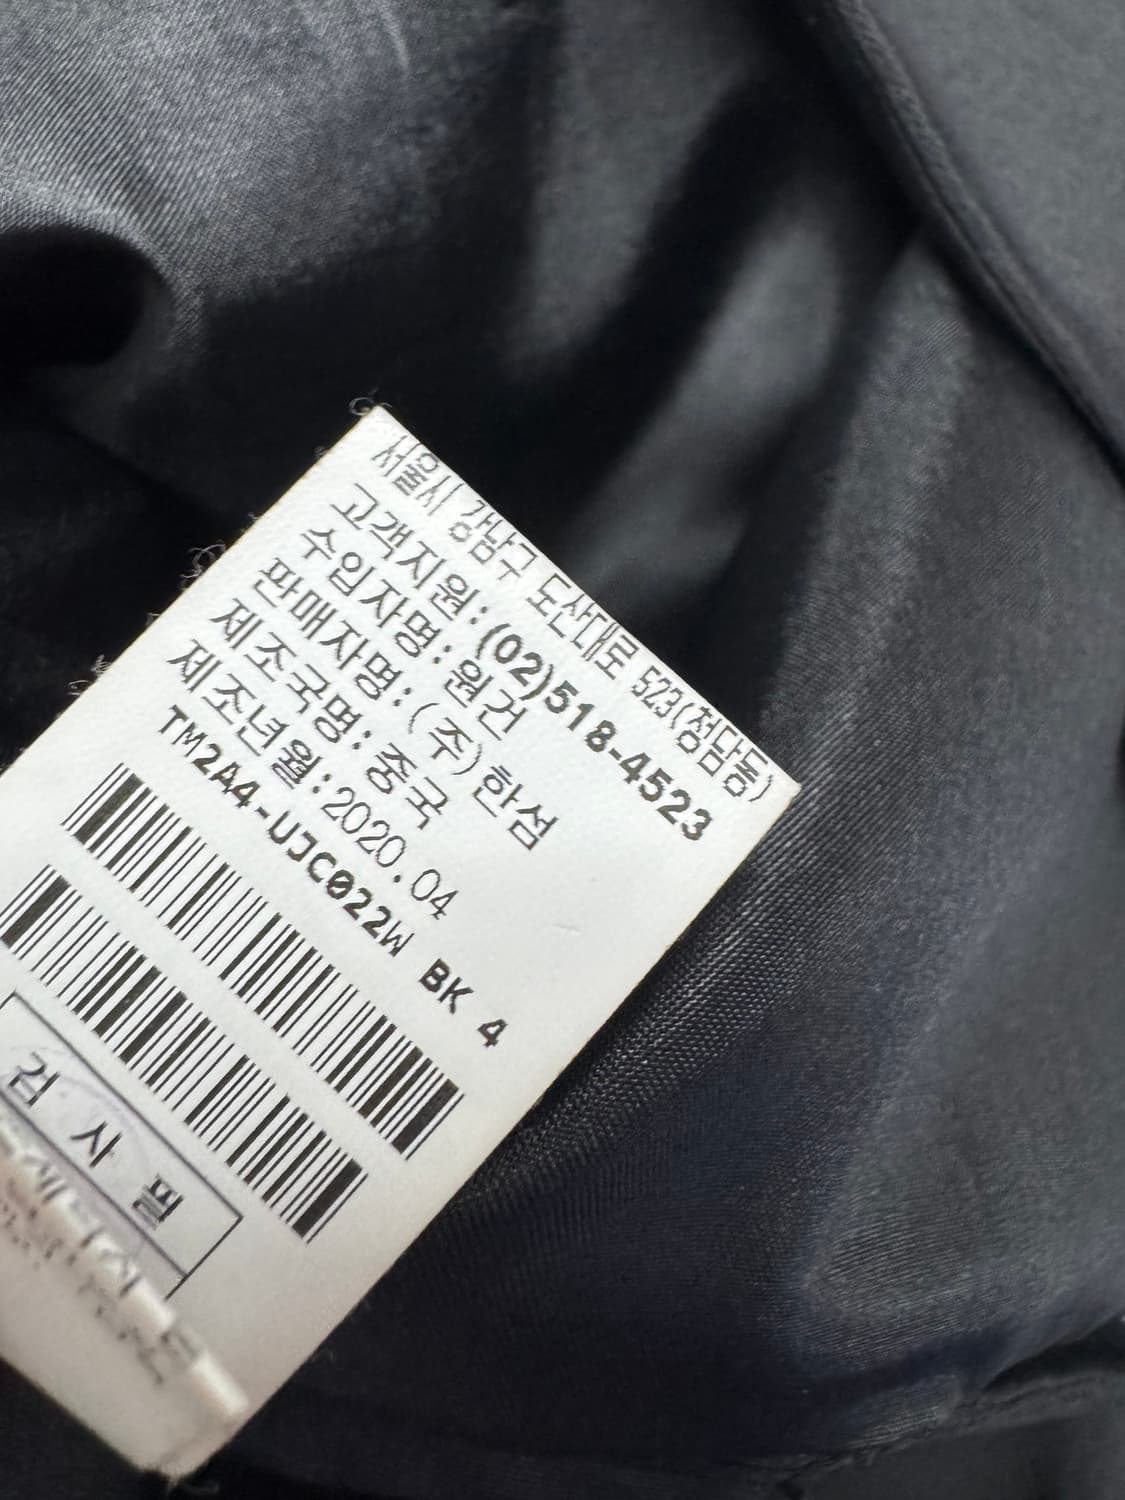 서울시 강남구 도산대로 523(청담동)
고객지원:(02)518-4523
수입자명:원건
판매자명:(주)한섬
제조국명:중국
제조년월:2020.04
TM2A4-UJC022W BK 4
검사필